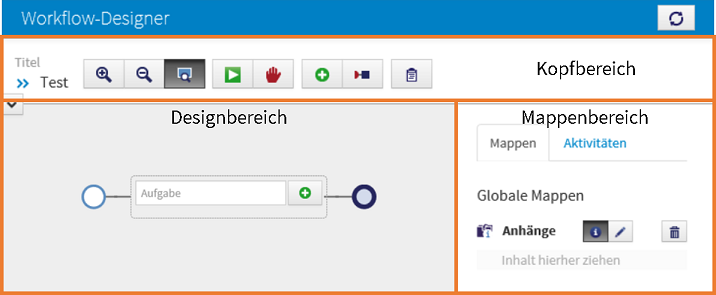 Workflow-Designer
Titel
Test
Kopfbereich
Designbereich
Aufgabe
Mappenbereich
Mappen
Aktivitäten
Globale Mappen
Anhänge
Inhalt hierher ziehen